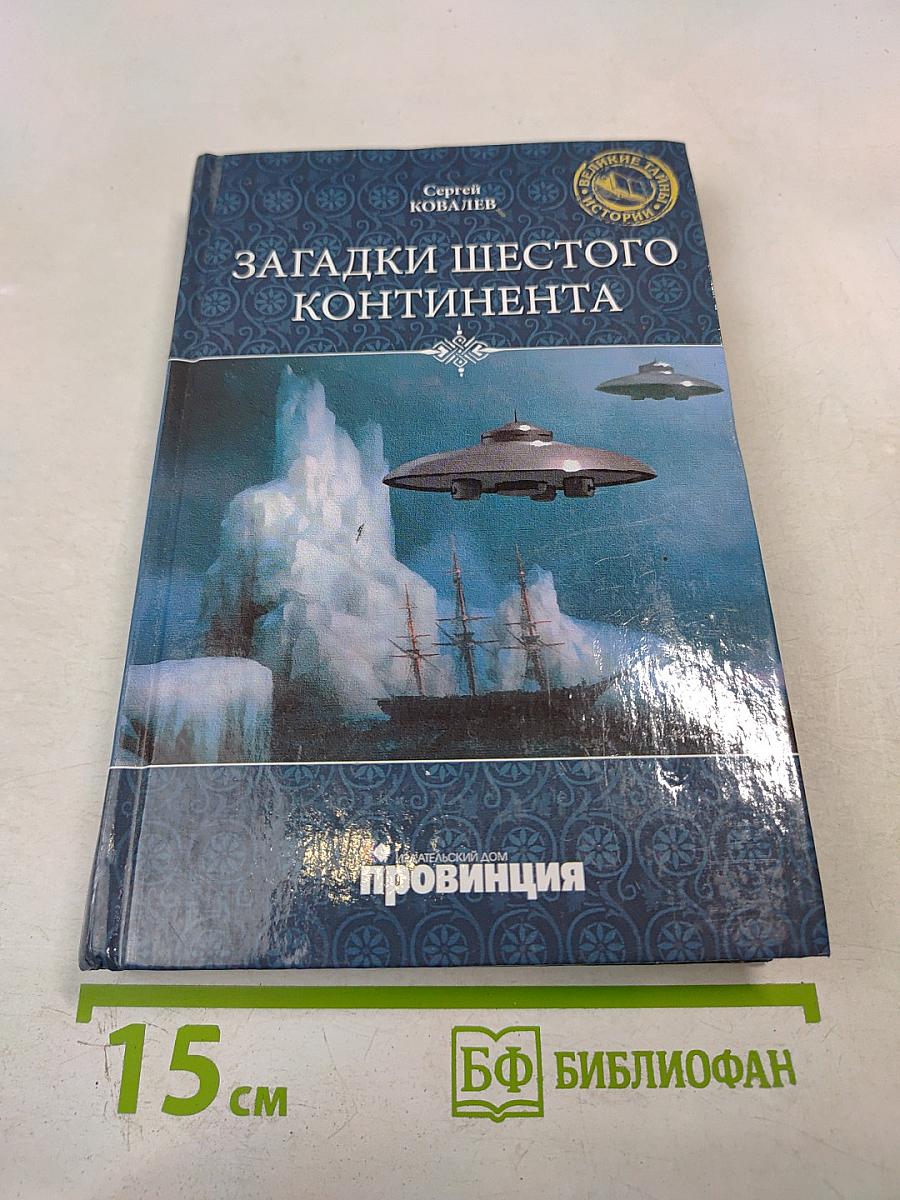 Сергей
КОВАЛЕВ
ВЕЛИКИЕ ТАЙНЫ
ИСТОРИИ
ЗАГАДКИ ШЕСТОГО
КОНТИНЕНТА
ИЗДАТЕЛЬСКИЙ ДОМ
ПРОВИНЦИЯ
15 см
БФ БИБЛИОФАН